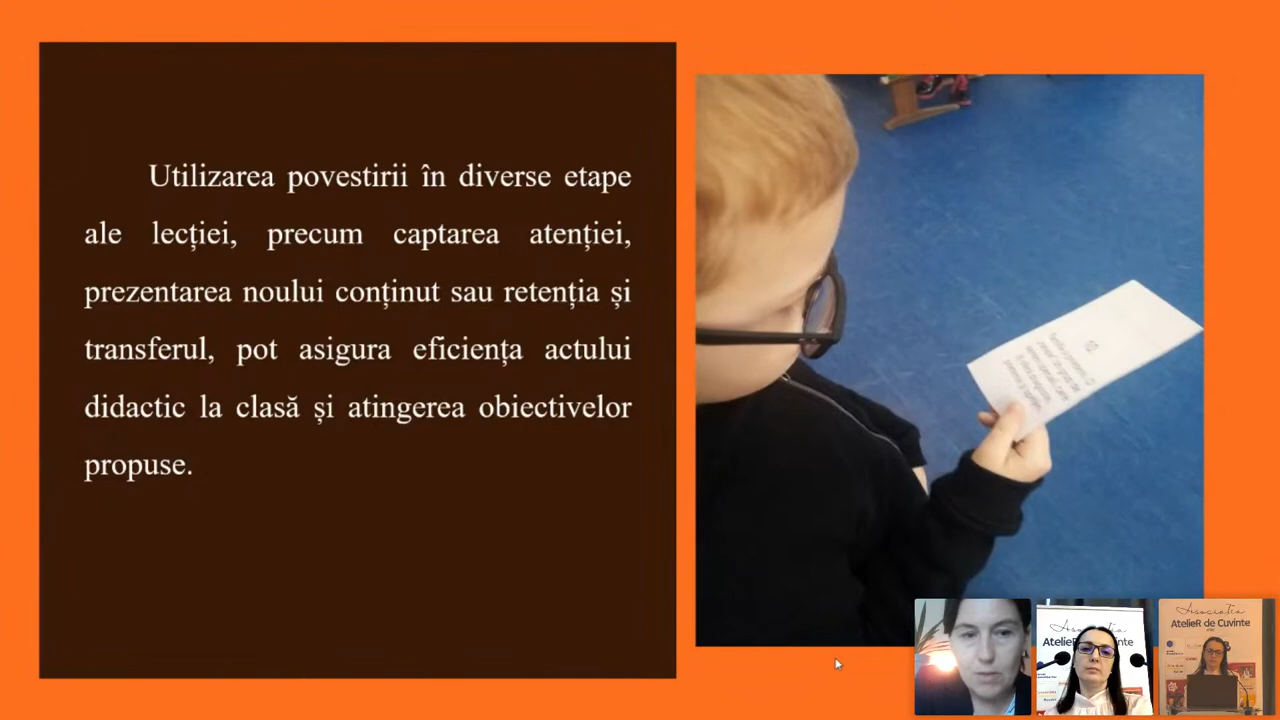 Utilizarea povestirii în diverse etape
ale lecției, precum captarea atenției,
prezentarea noului conținut sau retenția și
transferul, pot asigura eficiența actului
didactic la clasă și atingerea obiectivelor
propuse.
Asociatia
AtelieR de Cuvinte